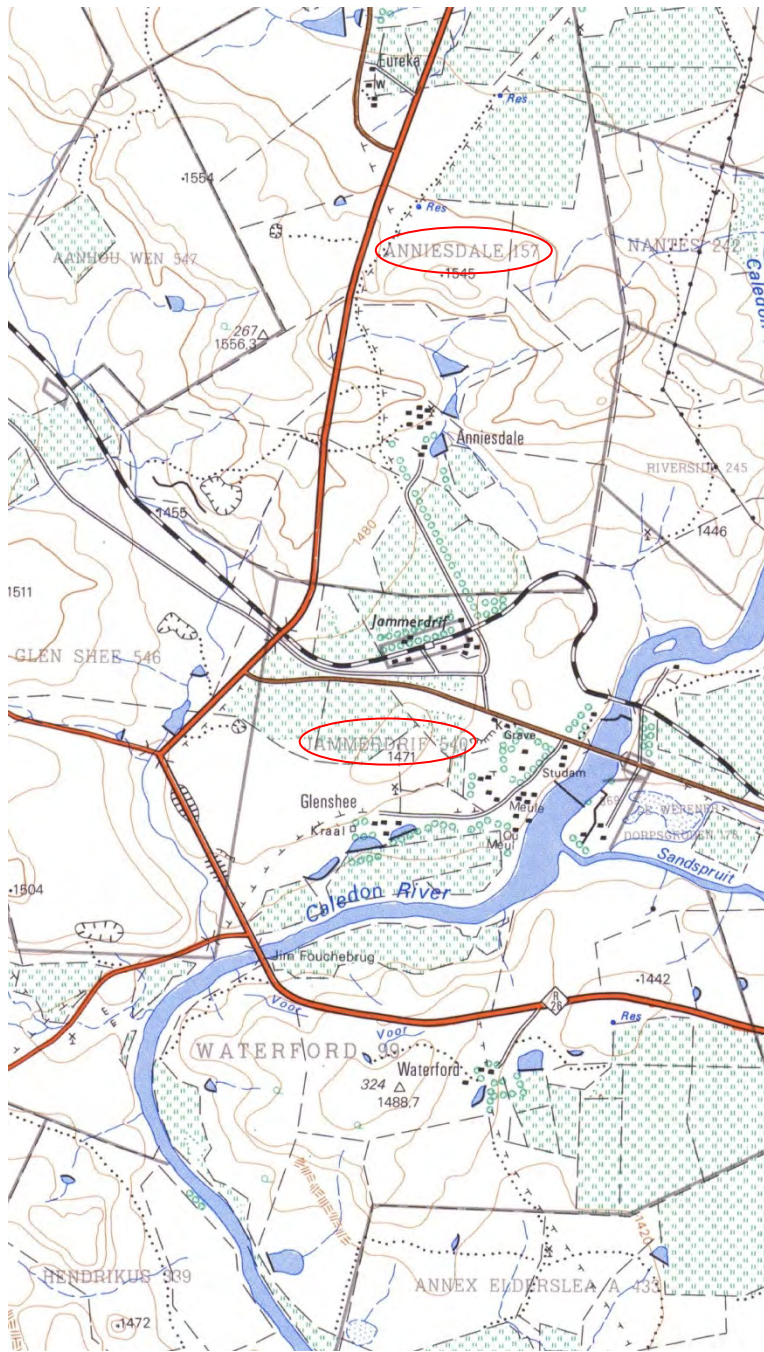 Eureka
W
Res
1554
Res
ANNIESDALE 157
NANTES 242
AANHOU WEN 547
1545
Caledon
267
1556,3
Anniesdale
RIVERSIDE 245
1455
1480
1446
1511
Jammerdrif
GLEN SHEE 546
JAMMERDRIF 540
Grave
1471
Studam
Glenshee
Meule
DE WEPENER
Kraal
Ou
Meul
DORPSGRONDEN
Sandspruit
1504
Caledon River
Jim Fouchebrug
1442
Voor
R
26
Res
Voor
WATERFORD 99
Waterford
324
1488,7
1420
HENDRIKUS 339
ANNEX ELDERSLEA A 433
1472